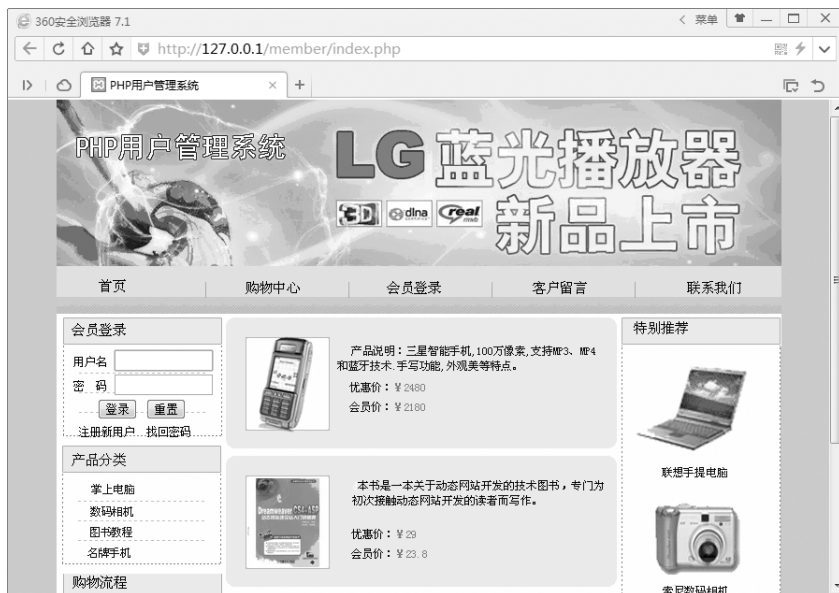 360安全浏览器 7.1
菜单
http://127.0.0.1/member/index.php
PHP用户管理系统
PHP用户管理系统
LG 蓝光播放器
新品上市
3D dlna real
首页 购物中心 会员登录 客户留言 联系我们
会员登录
用户名
密 码
登录 重置
注册新用户 找回密码
产品分类
掌上电脑
数码相机
图书教程
名牌手机
购物流程
产品说明：三星智能手机,100万像素,支持MP3、MP4
和蓝牙技术.手写功能,外观美等特点。
优惠价：￥2480
会员价：￥2180
Dreamweaver CS4+ASP
本书是一本关于动态网站开发的技术图书，专门为
初次接触动态网站开发的读者而写作。
优惠价：￥29
会员价：￥23.8
特别推荐
联想手提电脑
索尼数码相机